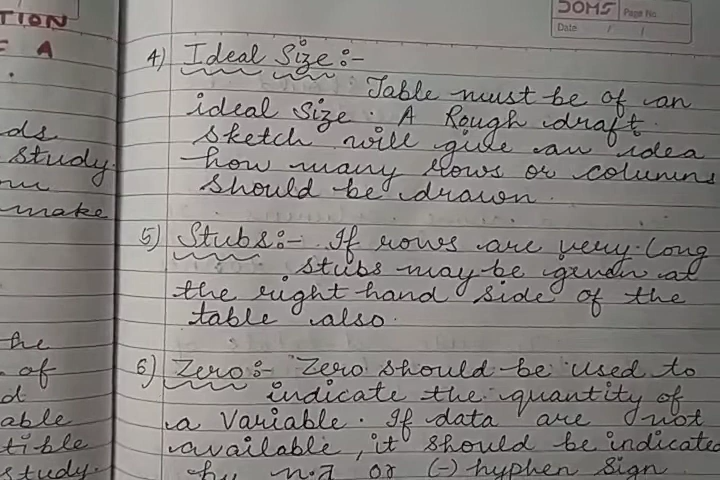 TION
E A
ds
study.
make
he
of
d
able
tible
study.
DOMS Page No.
Date / /
4) Ideal Size :-
Table must be of an
ideal size. A Rough draft
sketch will give an idea
how many rows or columns
should be drawn.
5) Stubs :- If rows are very long
stubs may be given at
the right hand side of the
table also.
6) Zero :- Zero should be used to
indicate the quantity of
a Variable. If data are not
available, it should be indicated
by n.a or (-) hyphen sign.